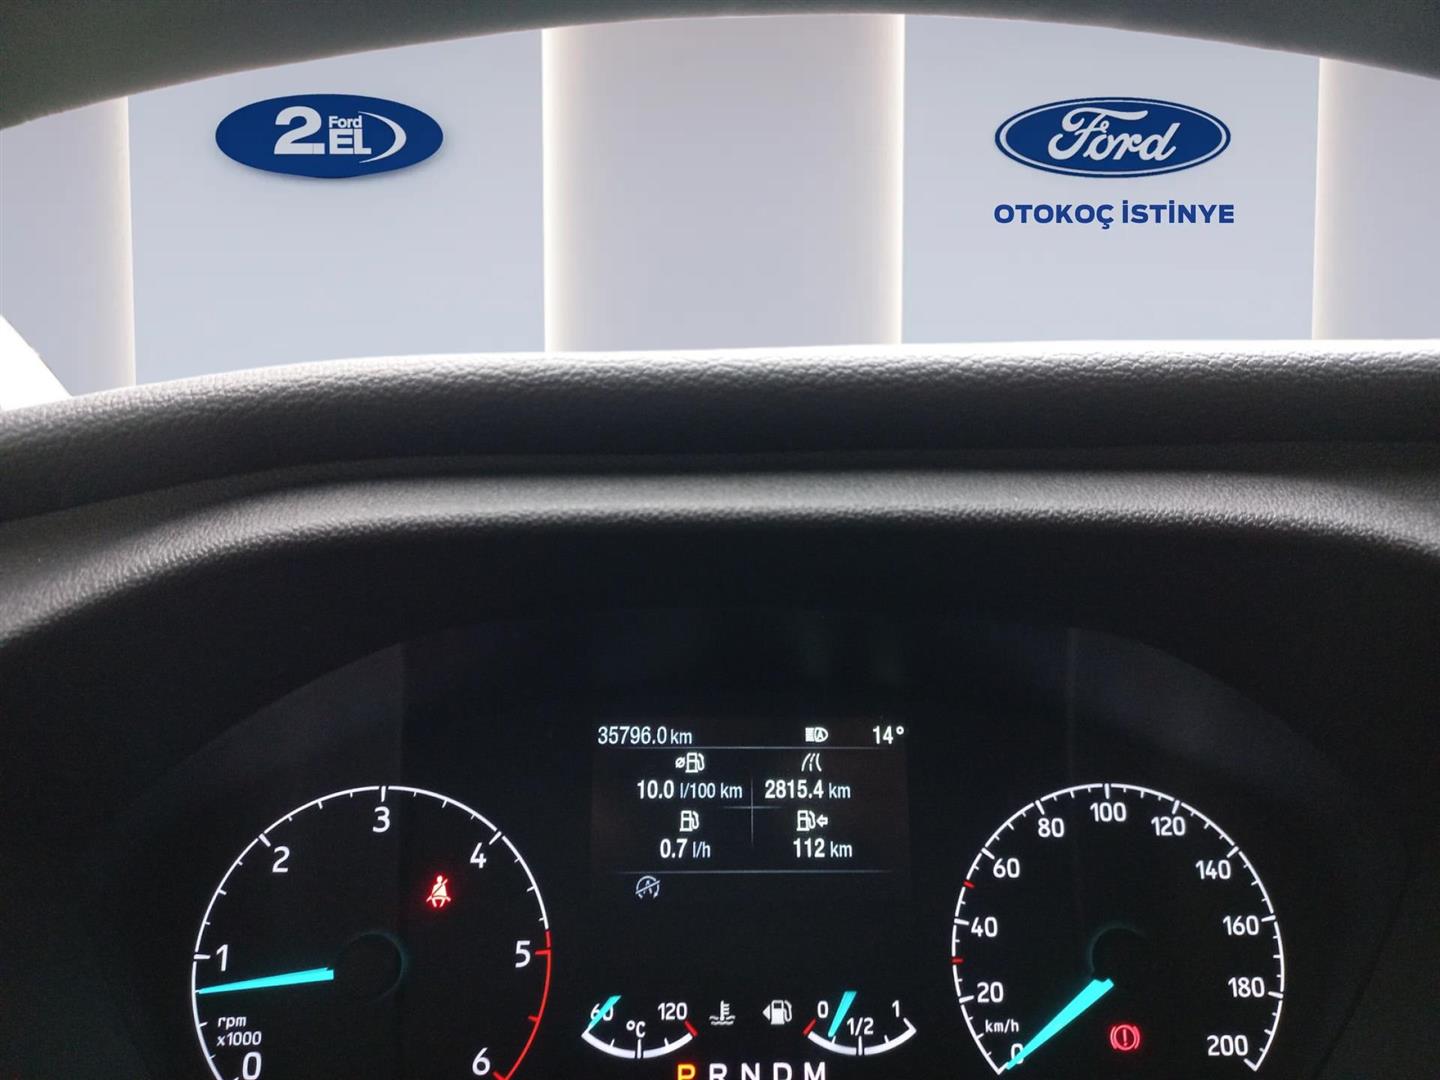 2 Ford
EL
Ford
OTOKOÇ İSTİNYE
35796.0 km
14°
10.0 l/100 km
2815.4 km
0.7 l/h
112 km
0
1
2
3
4
5
6
rpm
x1000
60
120
°C
0
1/2
1
P R N D M
0
20
40
60
80
100
120
140
160
180
200
km/h